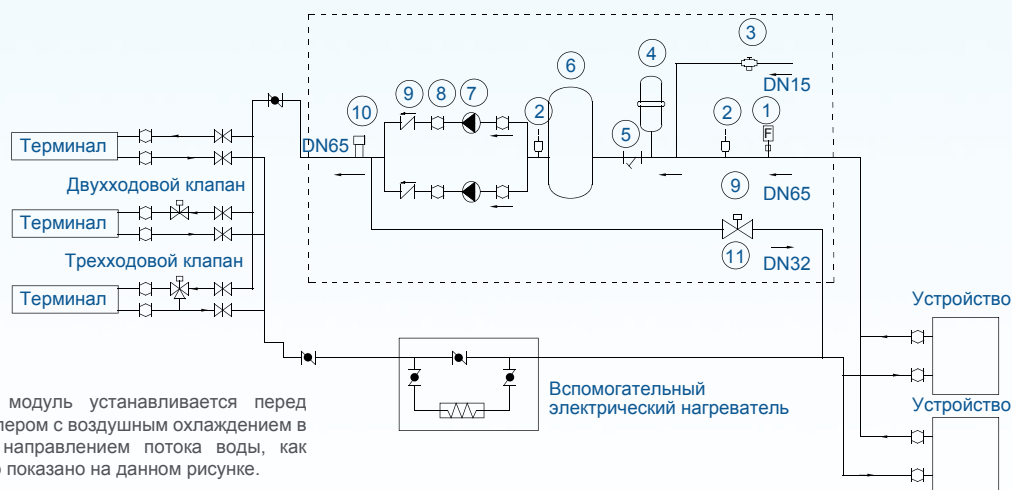 3
4
6
DN15
10
9
8
7
2
5
2
1
F
DN65
Терминал
DN65
Двухходовой клапан
9
Терминал
11
DN32
Трехходовой клапан
Терминал
Устройство
Вспомогательный
электрический нагреватель
Устройство
модуль устанавливается перед
с воздушным охлаждением в
направлением потока воды, как
показано на данном рисунке.